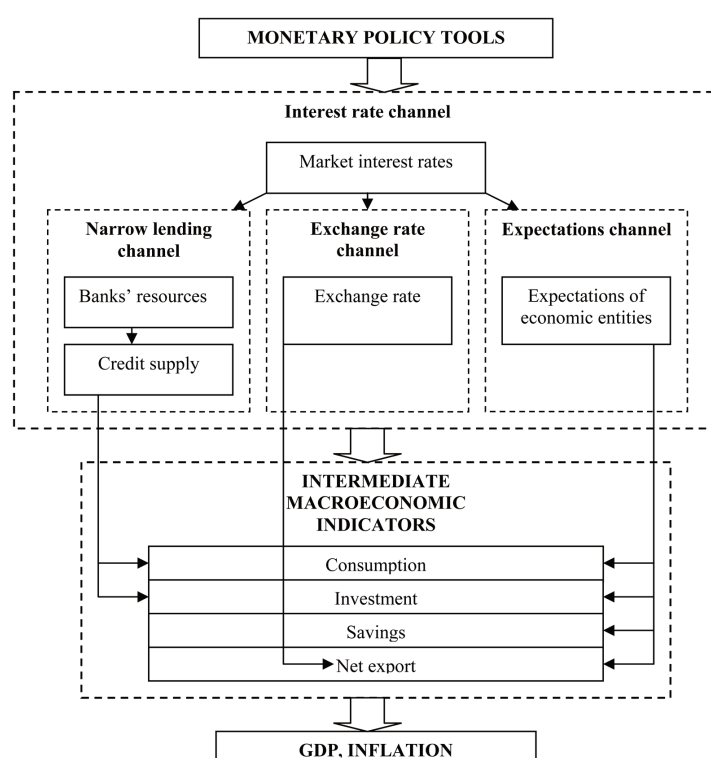 MONETARY POLICY TOOLS
Interest rate channel
Market interest rates
Narrow lending
channel
Banks’ resources
Credit supply
Exchange rate
channel
Exchange rate
Expectations channel
Expectations of
economic entities
INTERMEDIATE
MACROECONOMIC
INDICATORS
Consumption
Investment
Savings
Net export
GDP, INFLATION